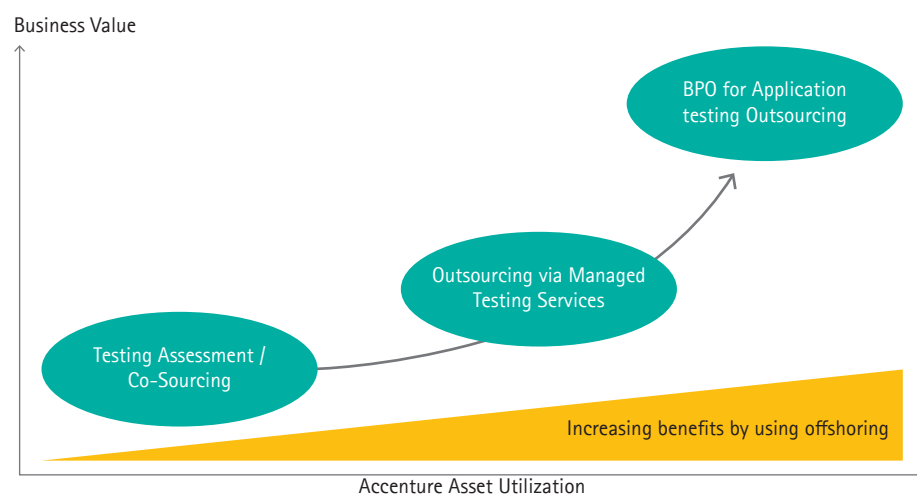 Business Value
BPO for Application
testing Outsourcing
Outsourcing via Managed
Testing Services
Testing Assessment /
Co-Sourcing
Increasing benefits by using offshoring
Accenture Asset Utilization